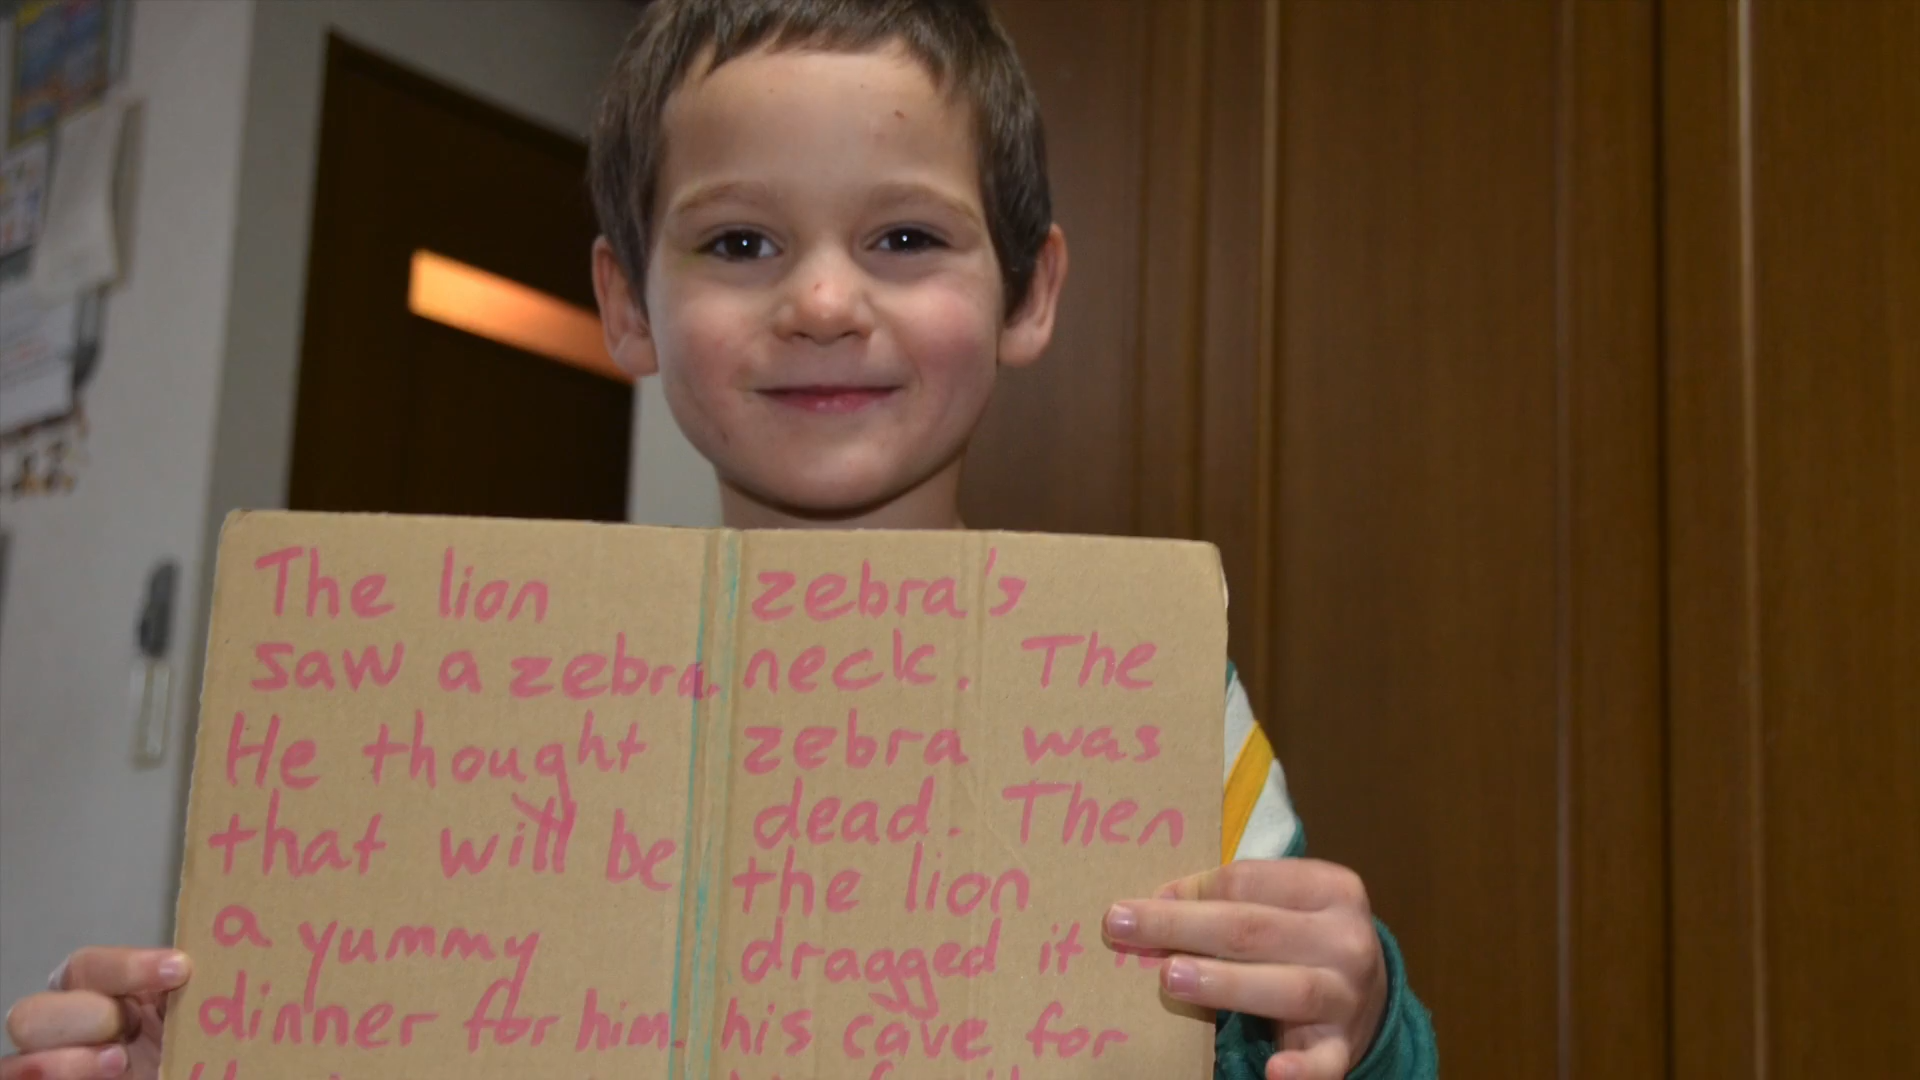 The lion
saw a zebra.
He thought
that will be
a yummy
dinner for him.
zebra's
neck. The
zebra was
dead. Then
the lion
dragged it
his cave for